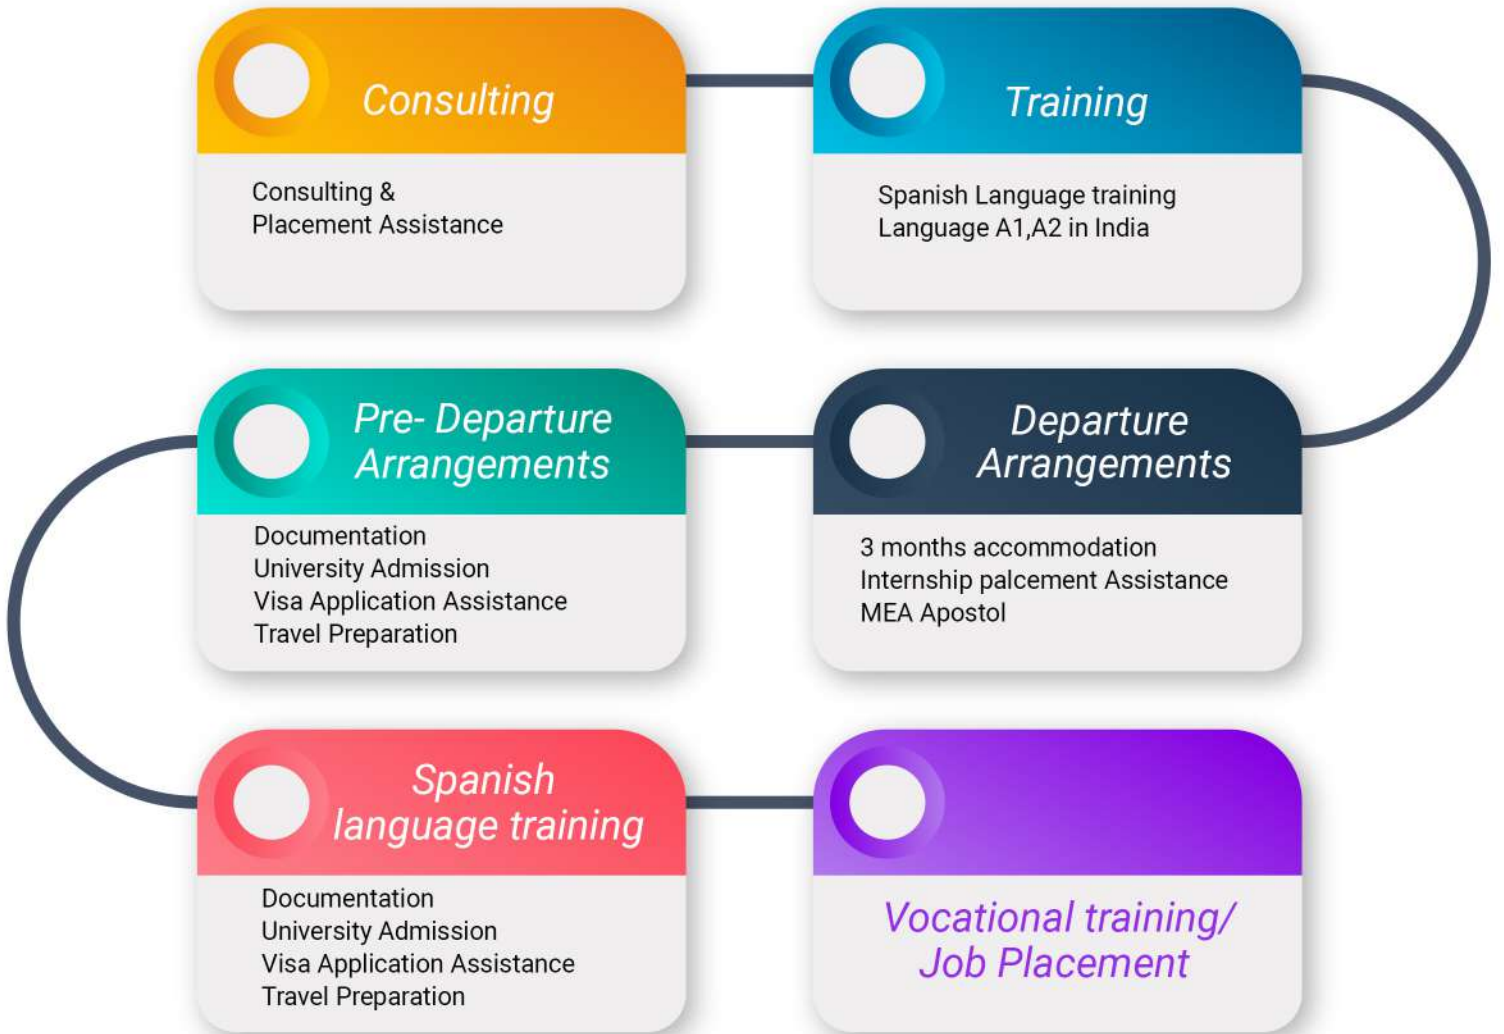 Consulting
Consulting &
Placement Assistance
Training
Spanish Language training
Language A1,A2 in India
Pre- Departure
Arrangements
Documentation
University Admission
Visa Application Assistance
Travel Preparation
Departure
Arrangements
3 months accommodation
Internship palcement Assistance
MEA Apostol
Spanish
language training
Documentation
University Admission
Visa Application Assistance
Travel Preparation
Vocational training/
Job Placement